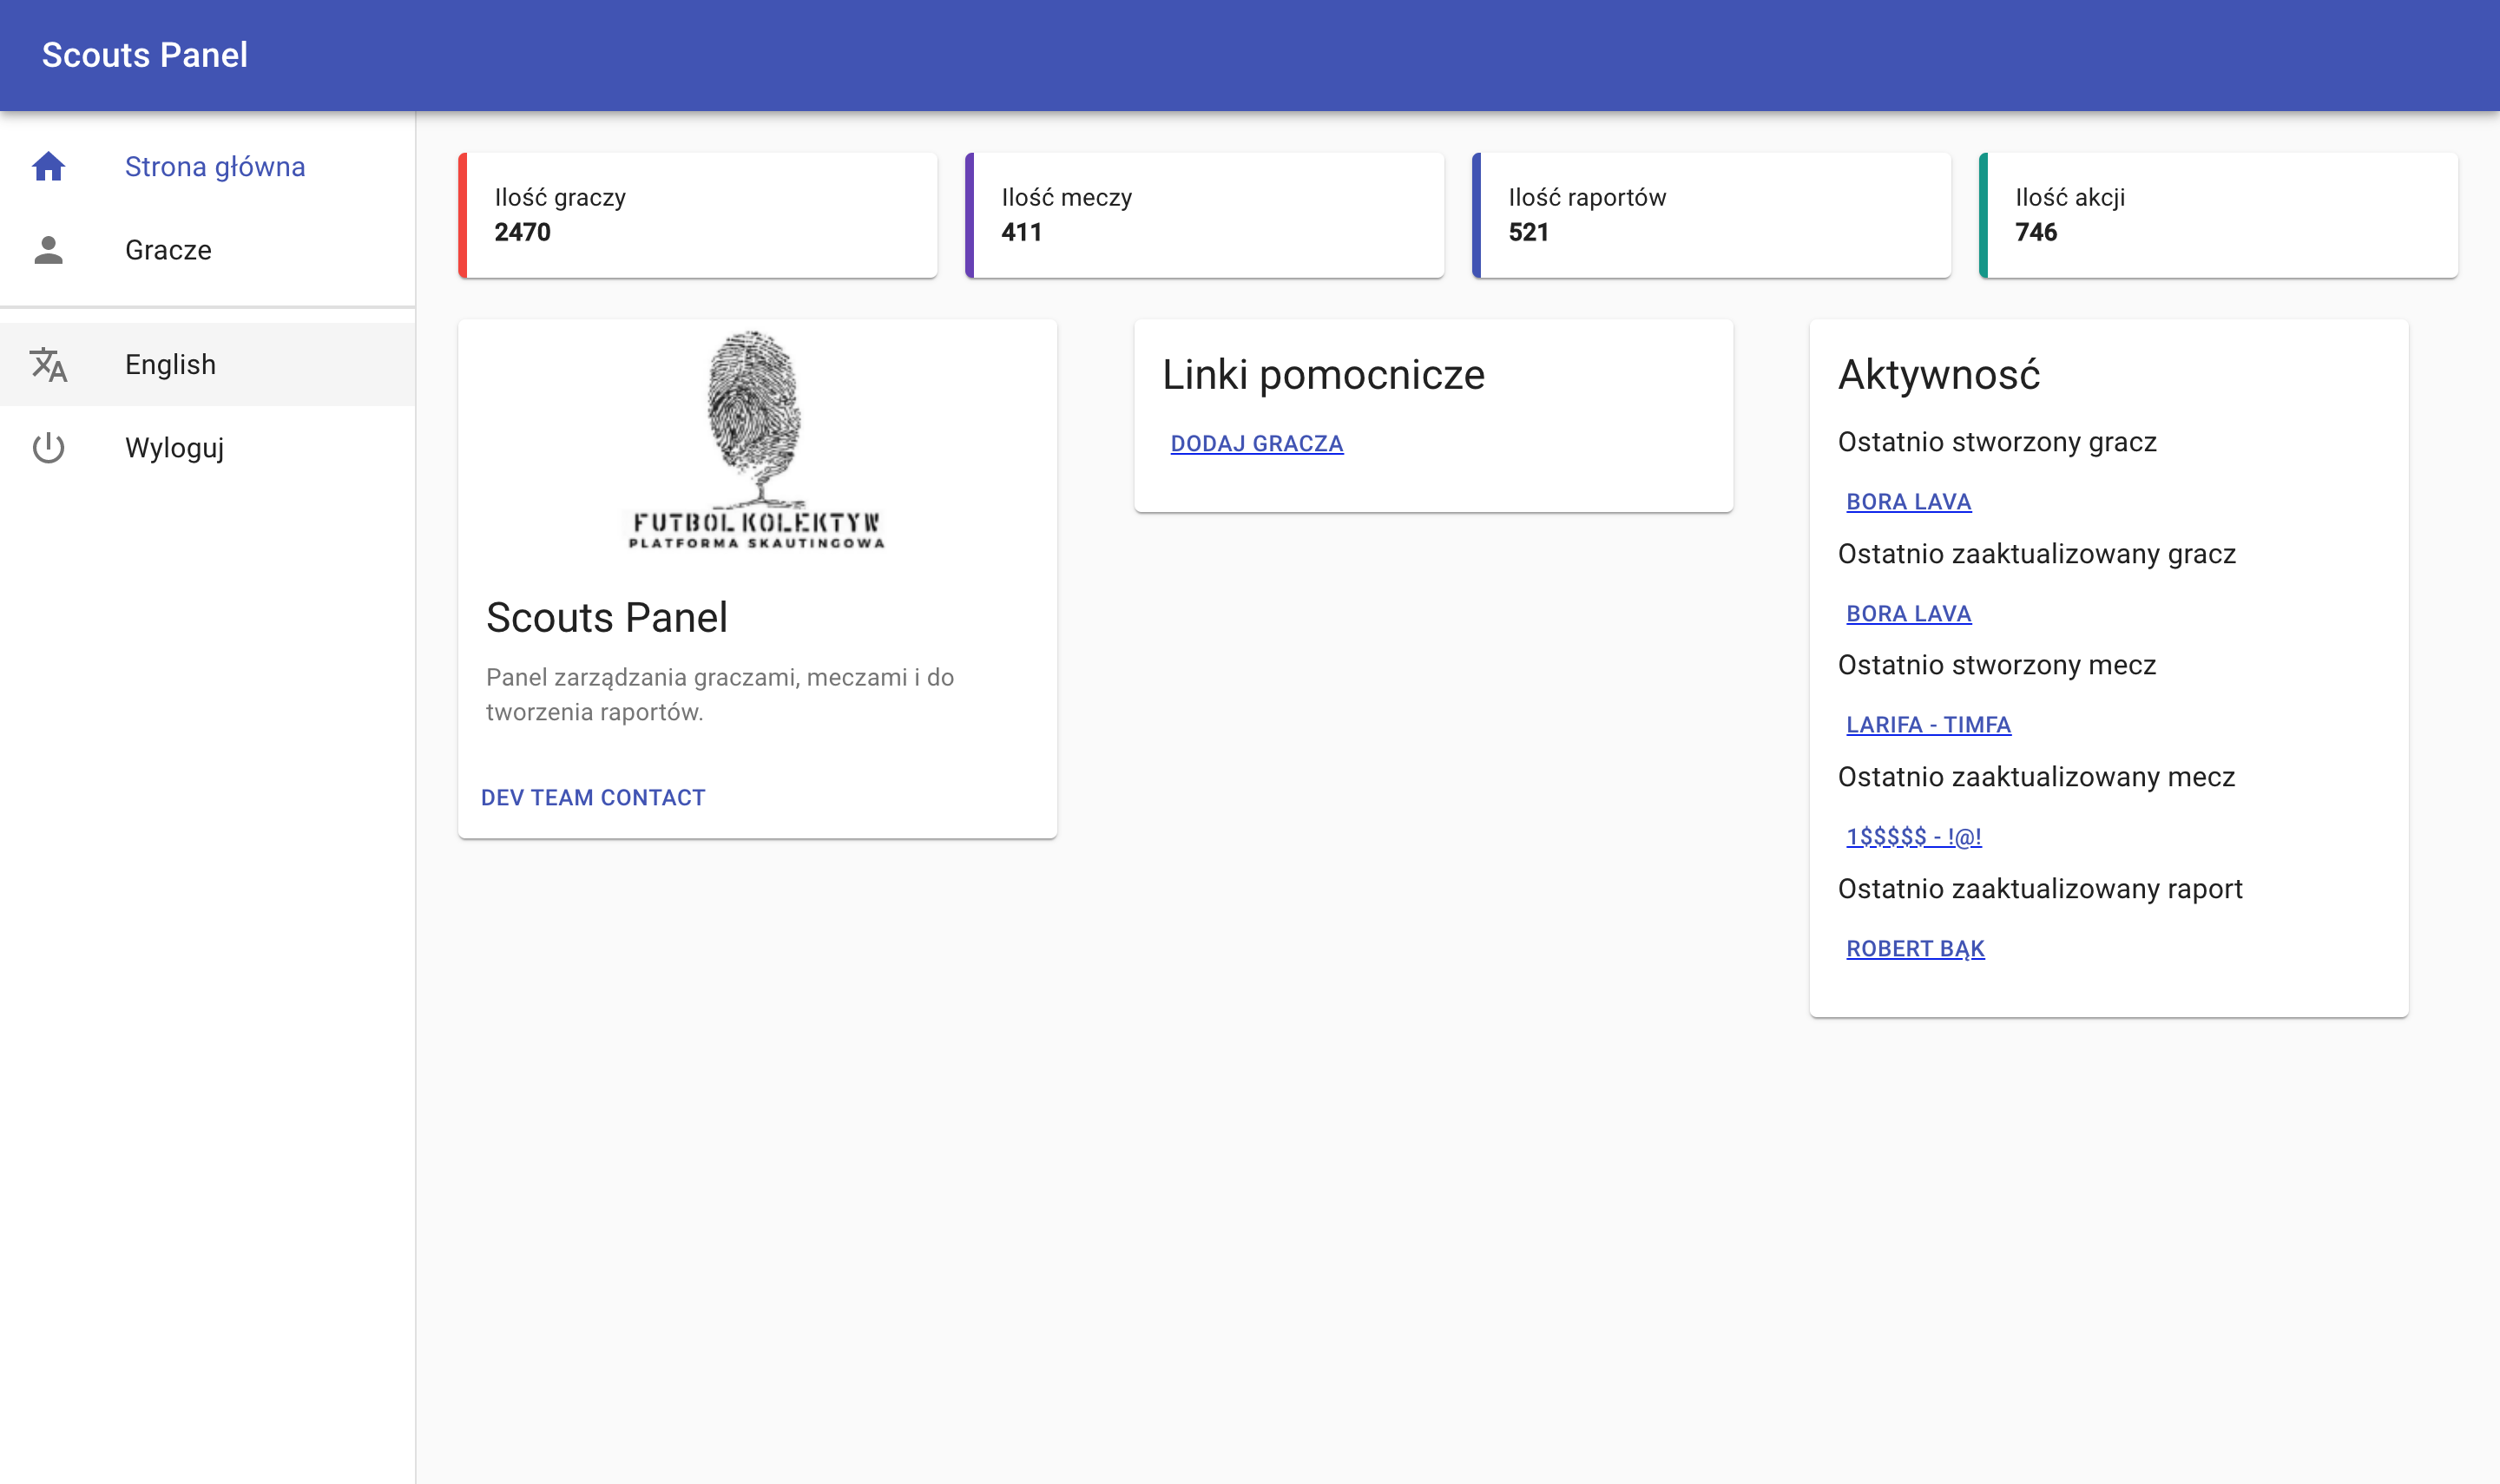 Scouts Panel
Strona główna
Gracze
English
Wyloguj
Ilość graczy
2470
Ilość meczy
411
Ilość raportów
521
Ilość akcji
746
FUTBOL KOLEKTYW
PLATFORMA SKAUTINGOWA
Scouts Panel
Panel zarządzania graczami, meczami i do
tworzenia raportów.
DEV TEAM CONTACT
Linki pomocnicze
DODAJ GRACZA
Aktywnosć
Ostatnio stworzony gracz
BORA LAVA
Ostatnio zaaktualizowany gracz
BORA LAVA
Ostatnio stworzony mecz
LARIFA - TIMFA
Ostatnio zaaktualizowany mecz
1$$$$$ - !@!
Ostatnio zaaktualizowany raport
ROBERT BĄK